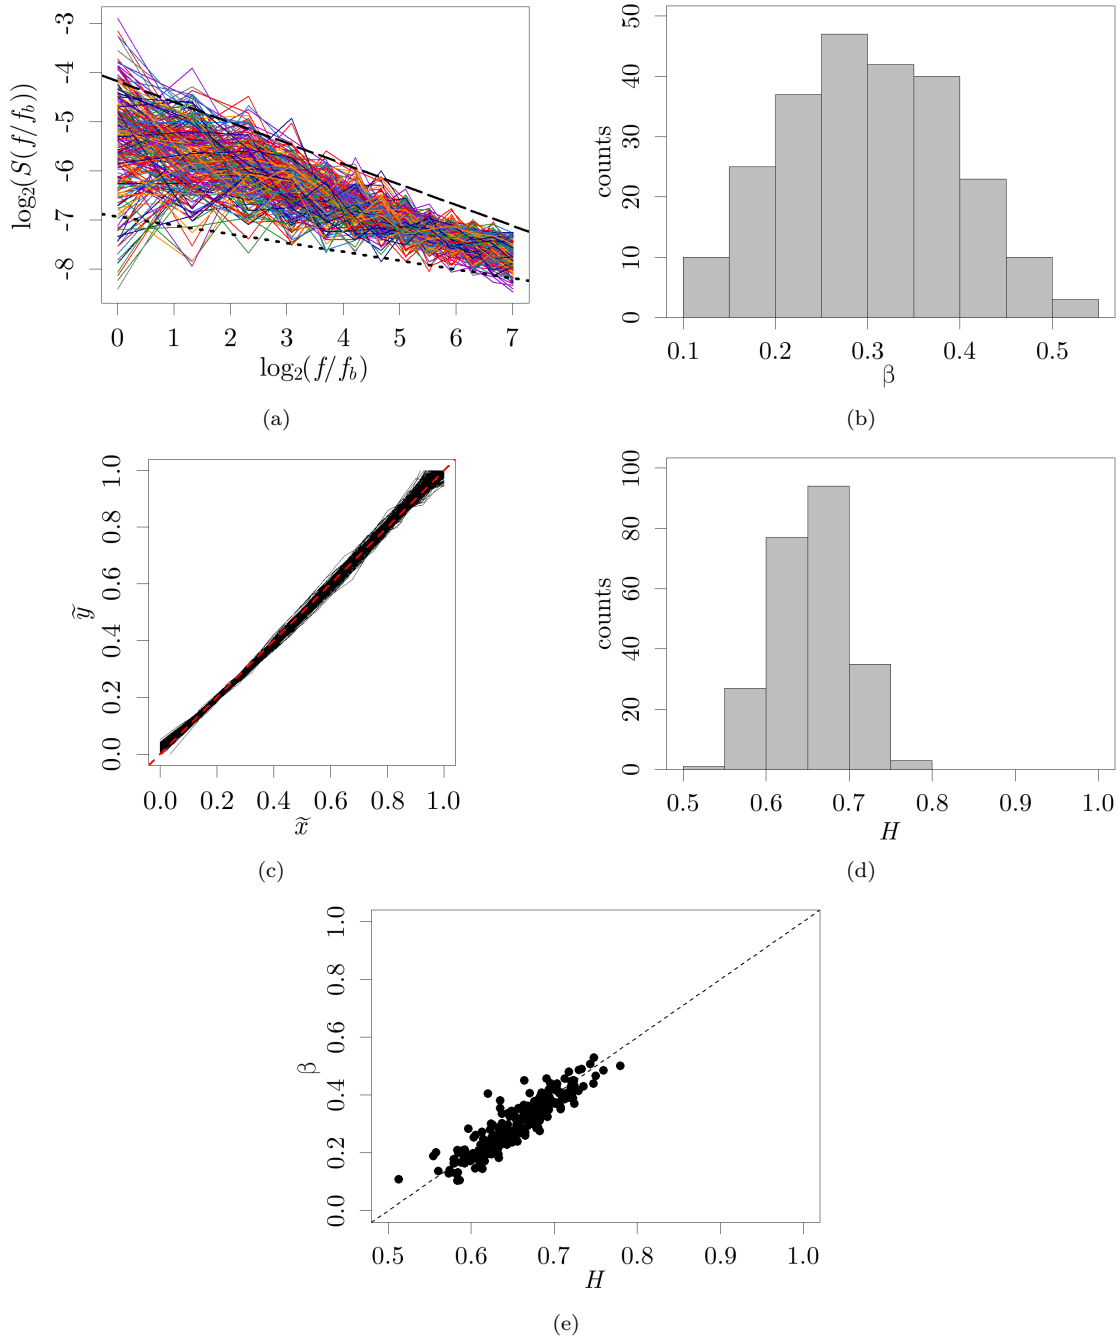 -3
-4
-5
-6
-7
-8
log₂(S(f/f_b))
0 1 2 3 4 5 6 7
log₂(f/f_b)
(a)
50
40
30
20
10
0
counts
0.1 0.2 0.3 0.4 0.5
β
(b)
1.0
0.8
0.6
0.4
0.2
0.0
ỹ
0.0 0.2 0.4 0.6 0.8 1.0
x̃
(c)
100
80
60
40
20
0
counts
0.5 0.6 0.7 0.8 0.9 1.0
H
(d)
1.0
0.8
0.6
0.4
0.2
0.0
β
0.5 0.6 0.7 0.8 0.9 1.0
H
(e)